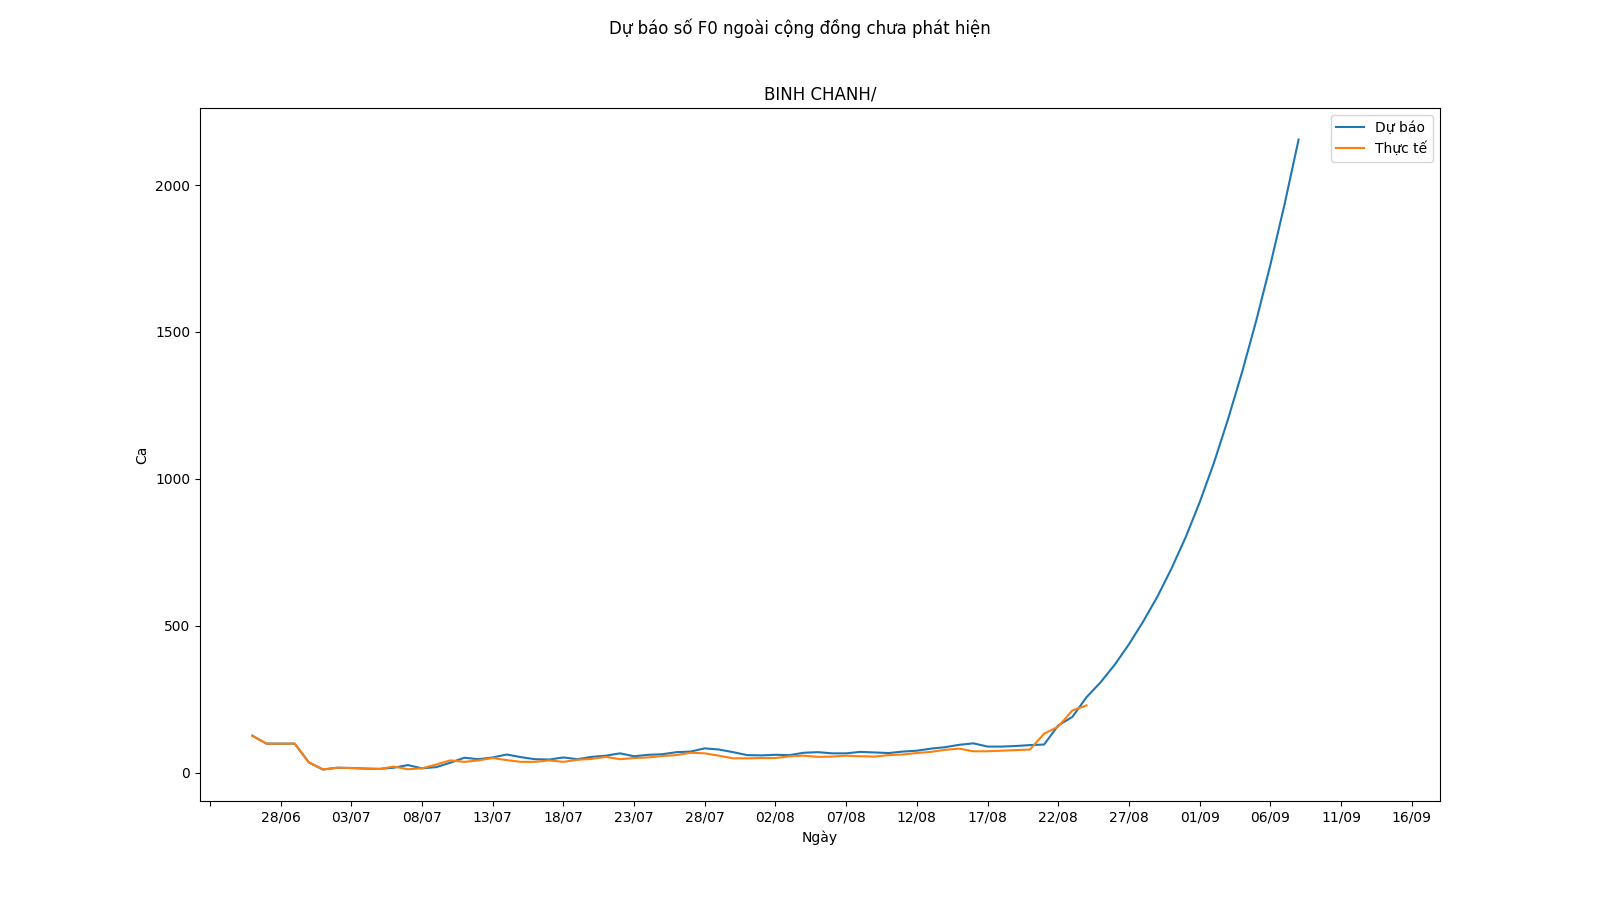 Dự báo số F0 ngoài cộng đồng chưa phát hiện
BINH CHANH/
Dự báo
Thực tế
2000
1500
1000
500
0
Ca
28/06 03/07 08/07 13/07 18/07 23/07 28/07 02/08 07/08 12/08 17/08 22/08 27/08 01/09 06/09 11/09 16/09
Ngày